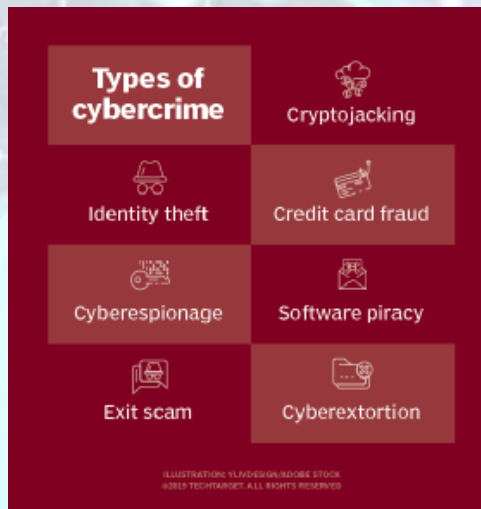 Types of
cybercrime
Cryptojacking
Identity theft
Credit card fraud
Cyberespionage
Software piracy
Exit scam
Cyberextortion
ILLUSTRATION: YLIVDESIGN/ADOBE STOCK
©2019 TECHTARGET. ALL RIGHTS RESERVED